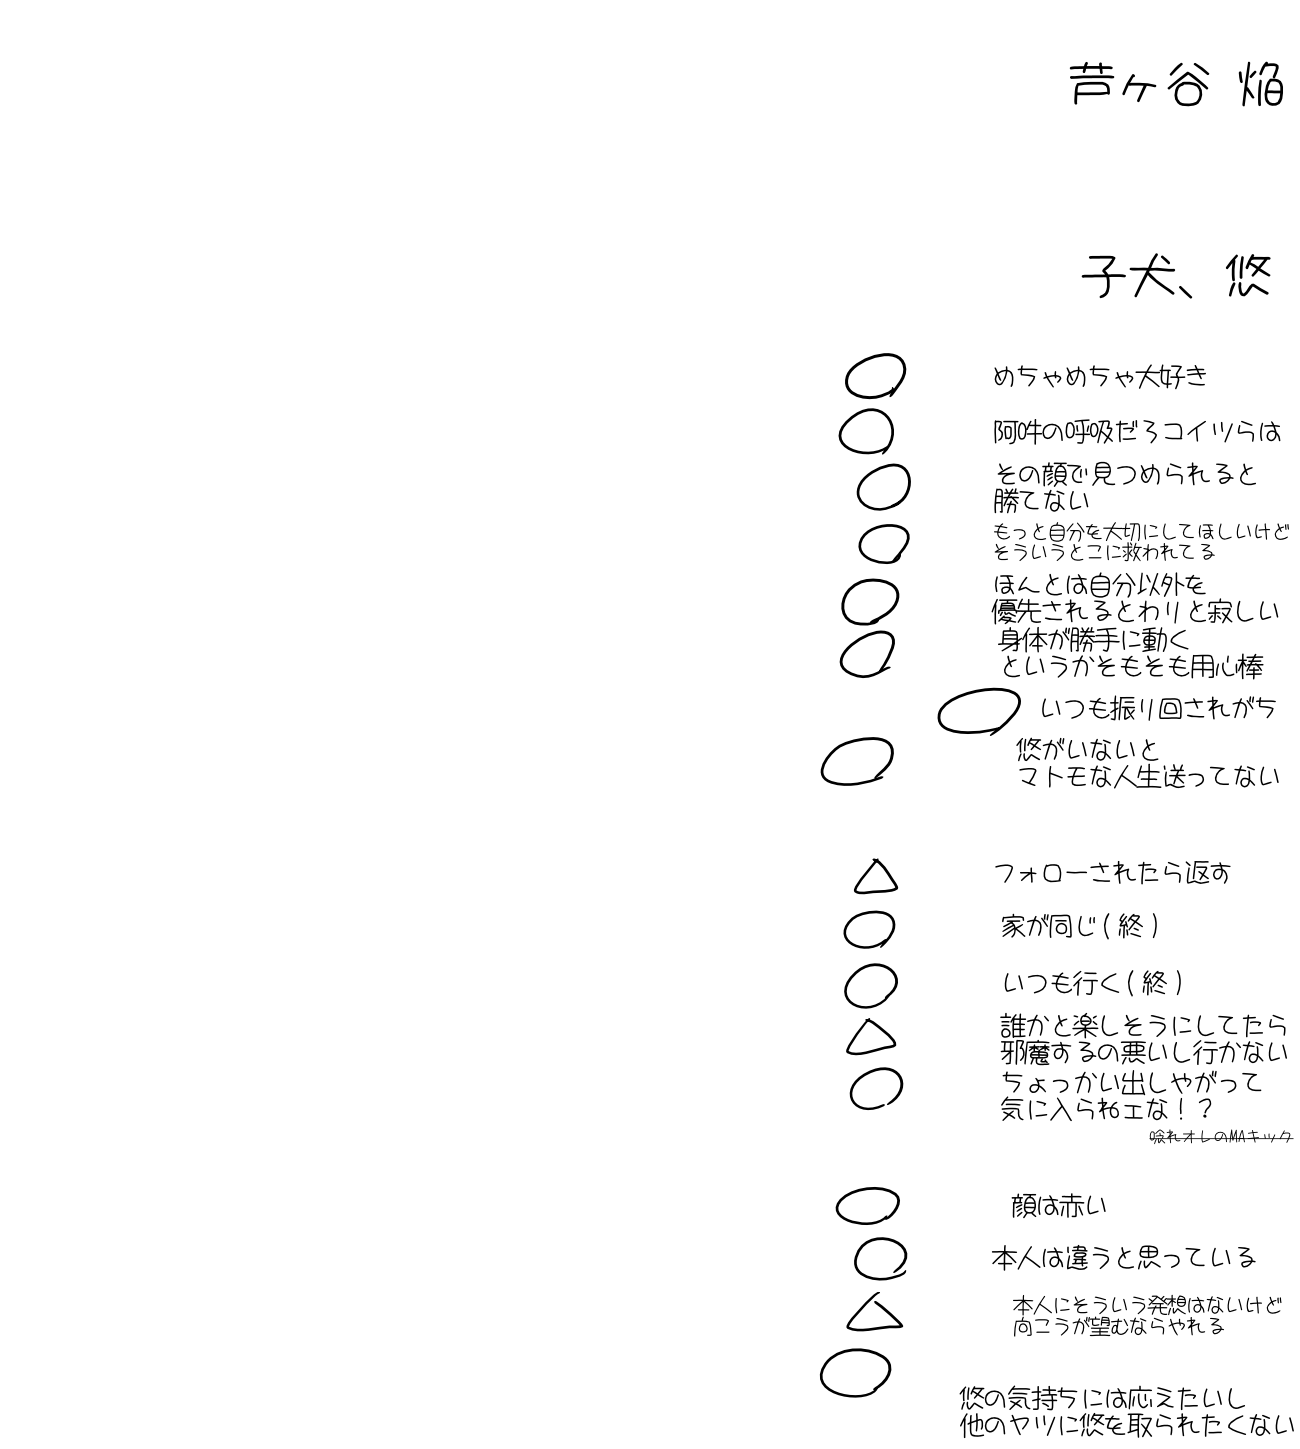 芦ヶ谷 焔
子犬、悠
めちゃめちゃ大好き
阿吽の呼吸だろコイツらは
その顔で見つめられると
勝てない
もっと自分を大切にしてほしいけど
そういうとこに救われてる
ほんとは自分以外を
優先されるとわりと寂しい
身体が勝手に動く
というかそもそも用心棒
いつも振り回されがち
悠がいないと
マトモな人生送ってない
フォローされたら返す
家が同じ(終)
いつも行く(終)
誰かと楽しそうにしてたら
邪魔するの悪いし行かない
ちょっかい出しやがって
気に入らねェな！？
喰れオレのMAキック
顔は赤い
本人は違うと思っている
本人にそういう発想はないけど
向こうが望むならやれる
悠の気持ちには応えたいし
他のヤツに悠を取られたくない